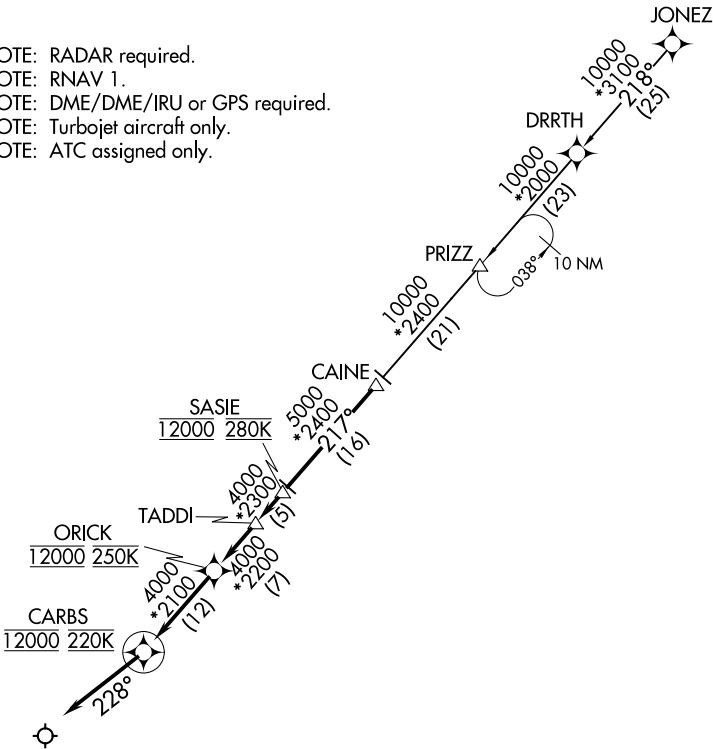 JONEZ
OTE: RADAR required.
OTE: RNAV 1.
OTE: DME/DME/IRU or GPS required.
OTE: Turbojet aircraft only.
OTE: ATC assigned only.
10000
*3100
218°
(25)
DRRTH
10000
*2000
(23)
PRIZZ
038°
10 NM
10000
*2400
(21)
CAINE
5000
*2400
217°
(16)
SASIE
12000 280K
4000
*2300
(5)
TADDI
4000
*2200
(7)
ORICK
12000 250K
4000
*2100
(12)
CARBS
12000 220K
228°